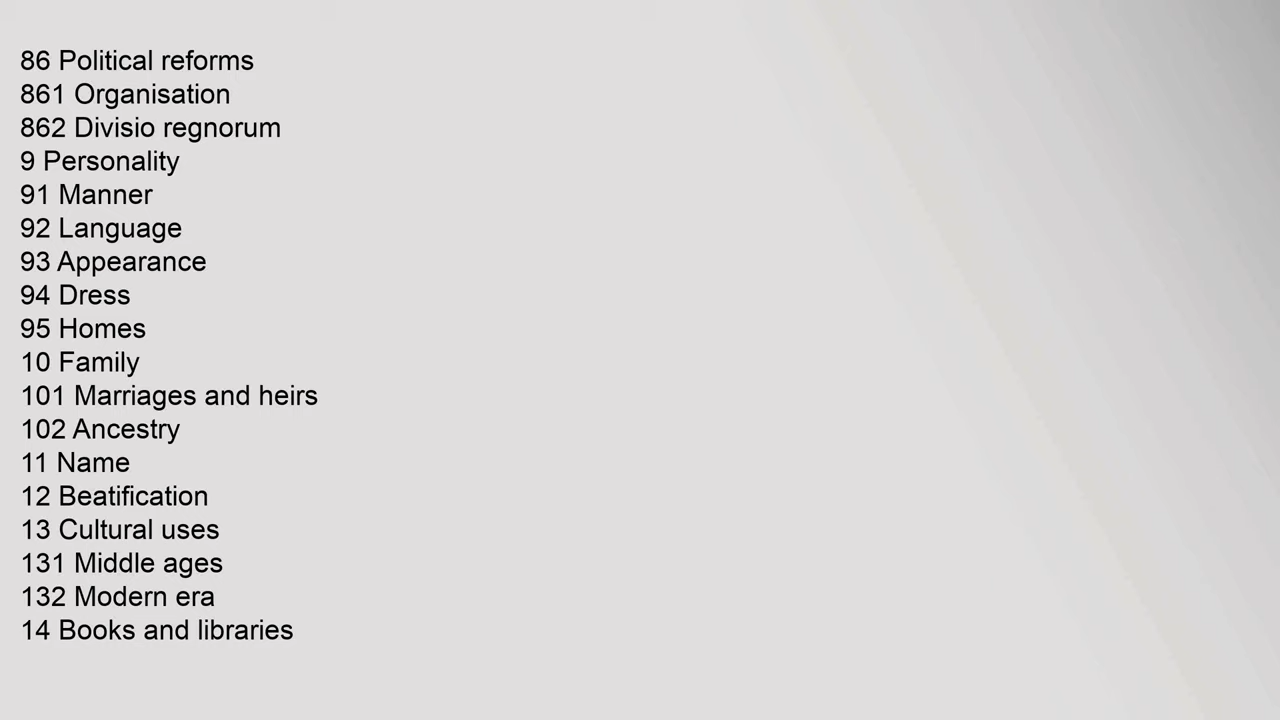 86 Political reforms
861 Organisation
862 Divisio regnorum
9 Personality
91 Manner
92 Language
93 Appearance
94 Dress
95 Homes
10 Family
101 Marriages and heirs
102 Ancestry
11 Name
12 Beatification
13 Cultural uses
131 Middle ages
132 Modern era
14 Books and libraries